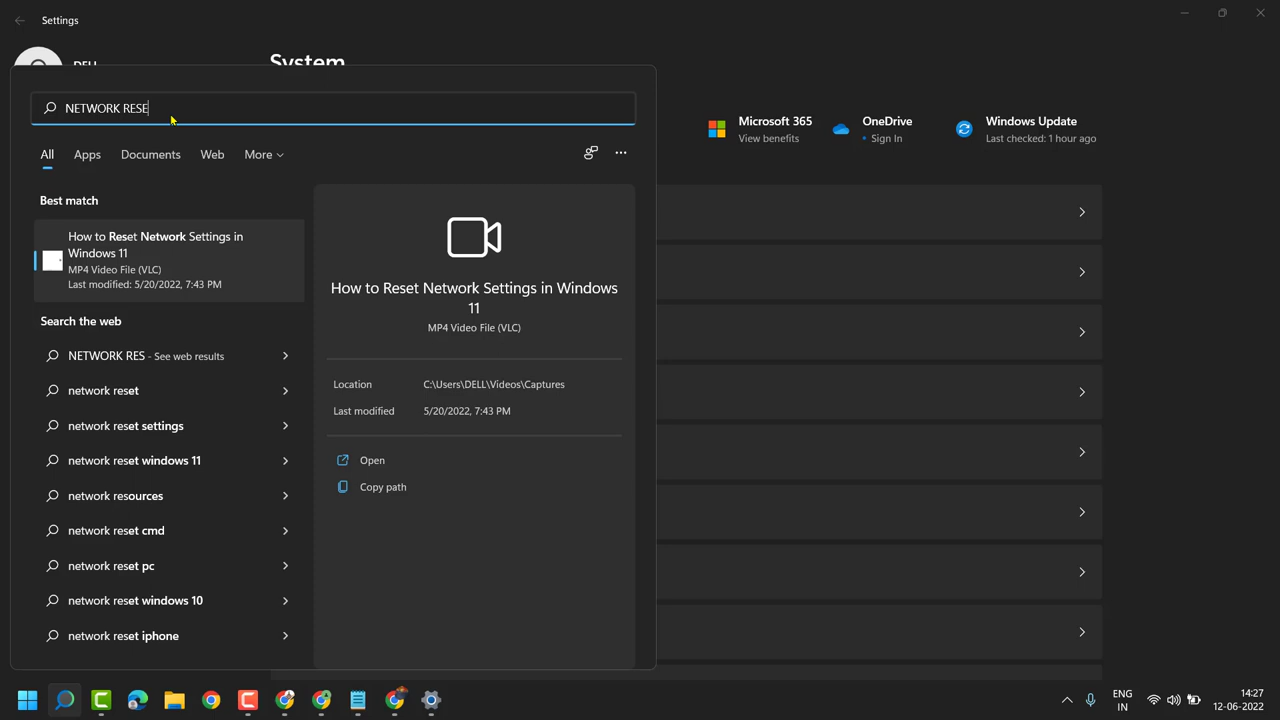 Settings
DELL
System
NETWORK RESE
Microsoft 365
View benefits
OneDrive
• Sign In
Windows Update
Last checked: 1 hour ago
All
Apps
Documents
Web
More
Best match
How to Reset Network Settings in
Windows 11
MP4 Video File (VLC)
Last modified: 5/20/2022, 7:43 PM
Search the web
NETWORK RES - See web results
network reset
network reset settings
network reset windows 11
network resources
network reset cmd
network reset pc
network reset windows 10
network reset iphone
How to Reset Network Settings in Windows
11
MP4 Video File (VLC)
Location C:\Users\DELL\Videos\Captures
Last modified 5/20/2022, 7:43 PM
Open
Copy path
ENG
IN
14:27
12-06-2022